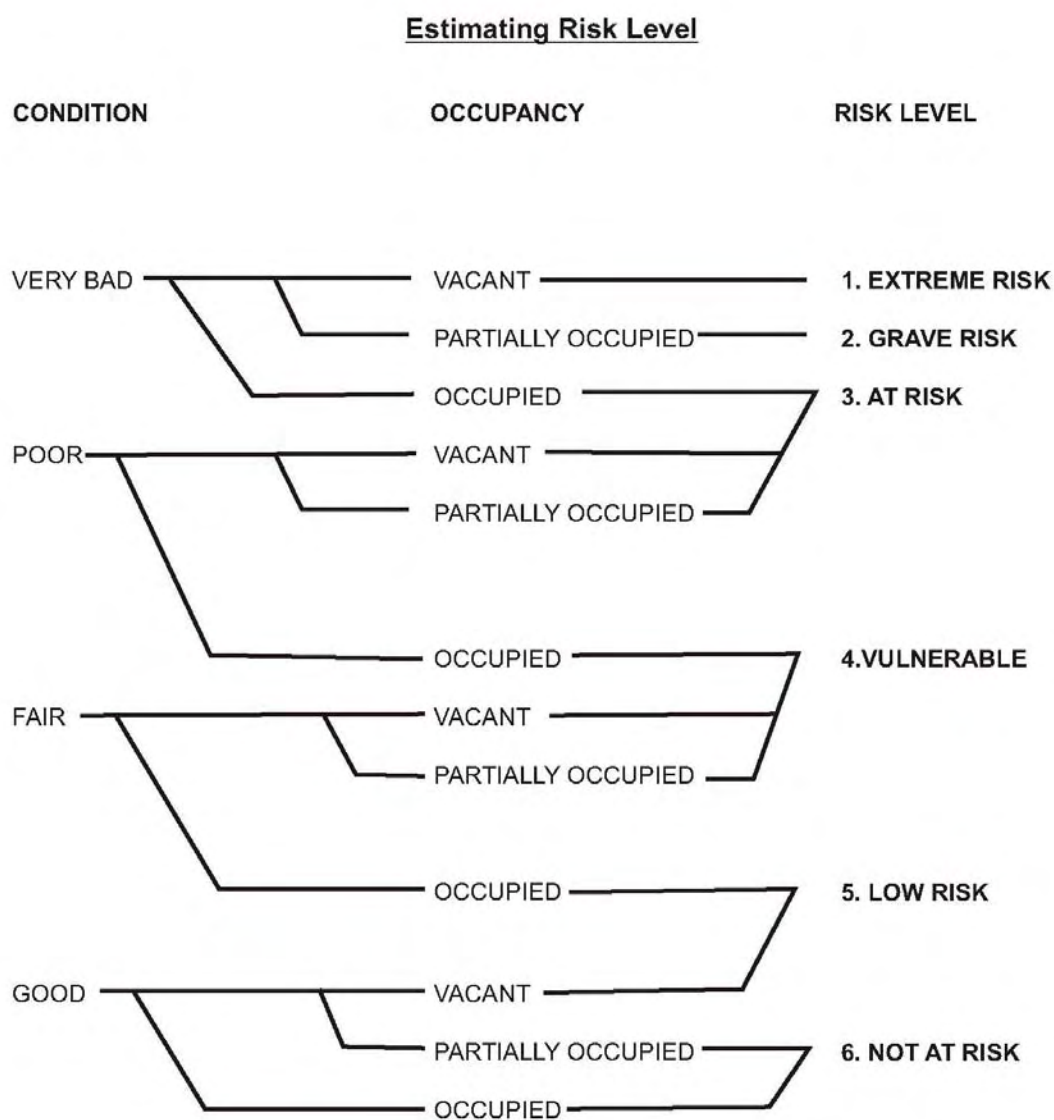 Estimating Risk Level
CONDITION OCCUPANCY RISK LEVEL
VERY BAD VACANT 1. EXTREME RISK
PARTIALLY OCCUPIED 2. GRAVE RISK
OCCUPIED 3. AT RISK
POOR VACANT
PARTIALLY OCCUPIED
OCCUPIED 4.VULNERABLE
FAIR VACANT
PARTIALLY OCCUPIED
OCCUPIED 5. LOW RISK
GOOD VACANT
PARTIALLY OCCUPIED 6. NOT AT RISK
OCCUPIED